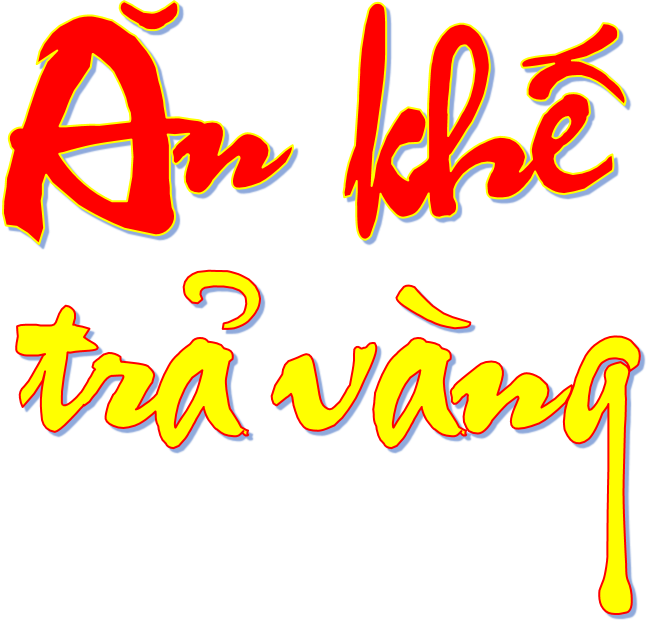 Ăn khế
trả vàng